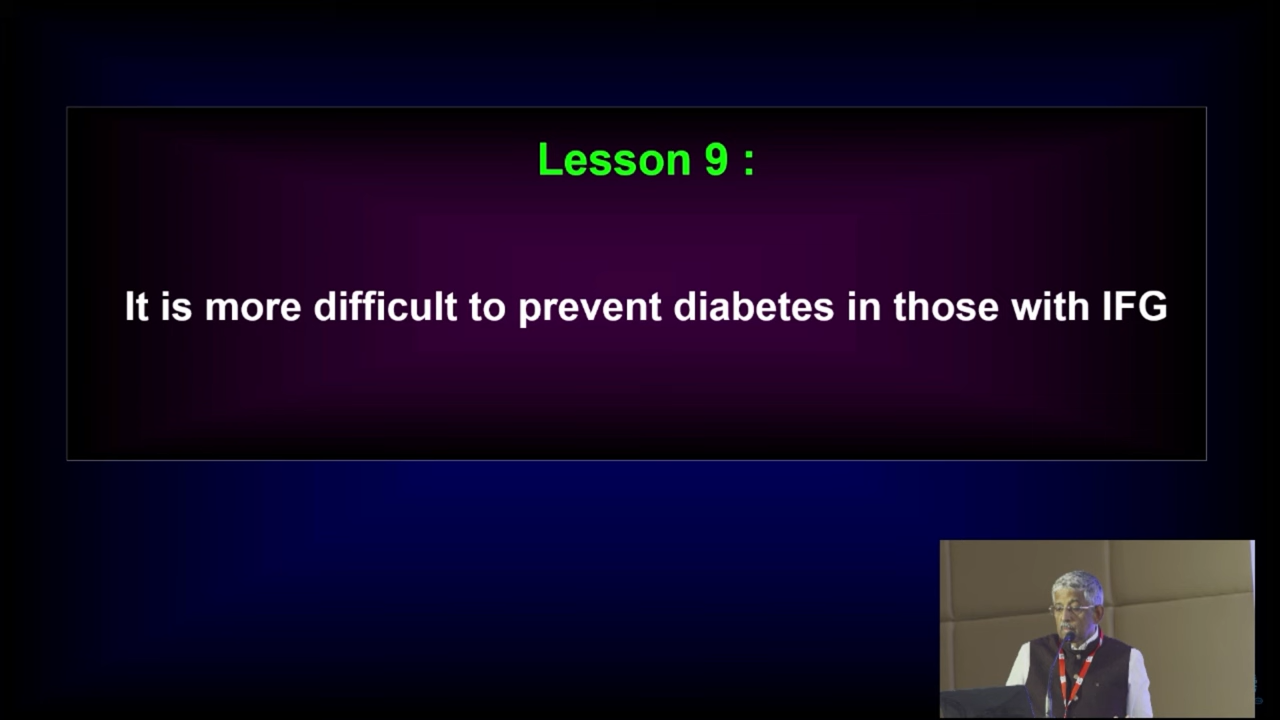 Lesson 9 :
It is more difficult to prevent diabetes in those with IFG